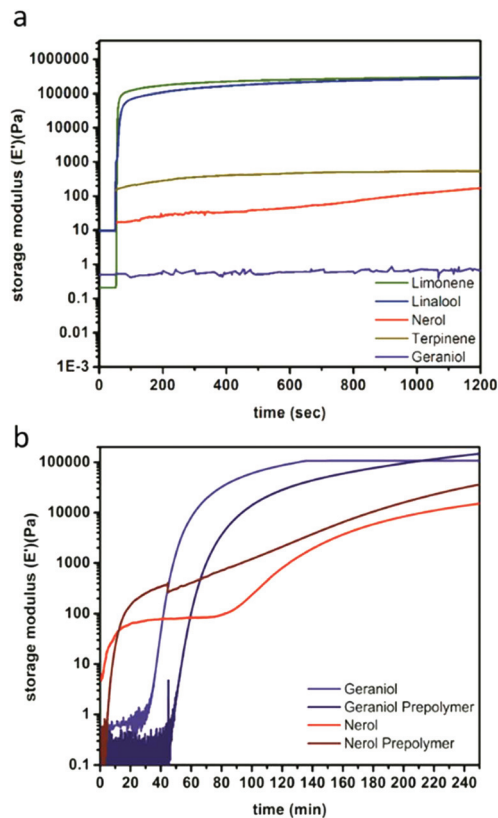 a
storage modulus (E')(Pa)
1000000
100000
10000
1000
100
10
1
0.1
0.01
1E-3
0
200
400
600
800
1000
1200
time (sec)
Limonene
Linalool
Nerol
Terpinene
Geraniol
b
storage modulus (E')(Pa)
100000
10000
1000
100
10
1
0.1
0 20 40 60 80 100 120 140 160 180 200 220 240
time (min)
Geraniol
Geraniol Prepolymer
Nerol
Nerol Prepolymer